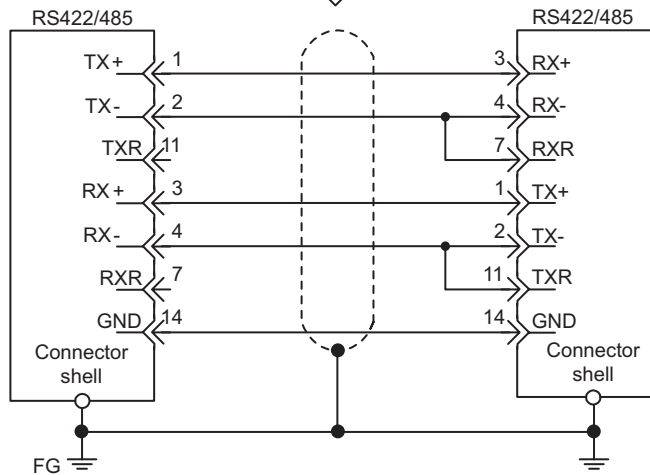 RS422/485 RS422/485
TX+ 1 3 RX+
TX- 2 4 RX-
TXR 11 7 RXR
RX+ 3 1 TX+
RX- 4 2 TX-
RXR 7 11 TXR
GND 14 14 GND
Connector Connector
shell shell
FG